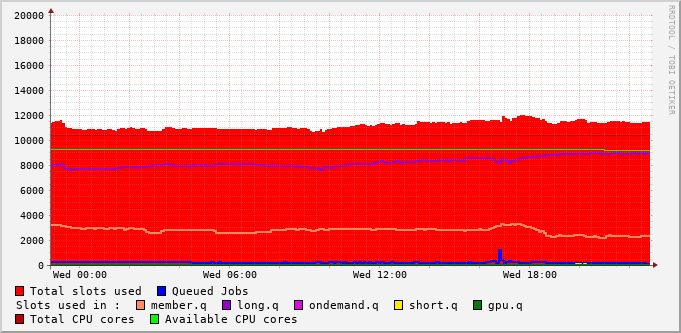 20000
18000
16000
14000
12000
10000
8000
6000
4000
2000
0
Wed 00:00 Wed 06:00 Wed 12:00 Wed 18:00
Total slots used Queued Jobs
Slots used in : member.q long.q ondemand.q short.q gpu.q
Total CPU cores Available CPU cores
RRDTOOL / TOBI OETIKER